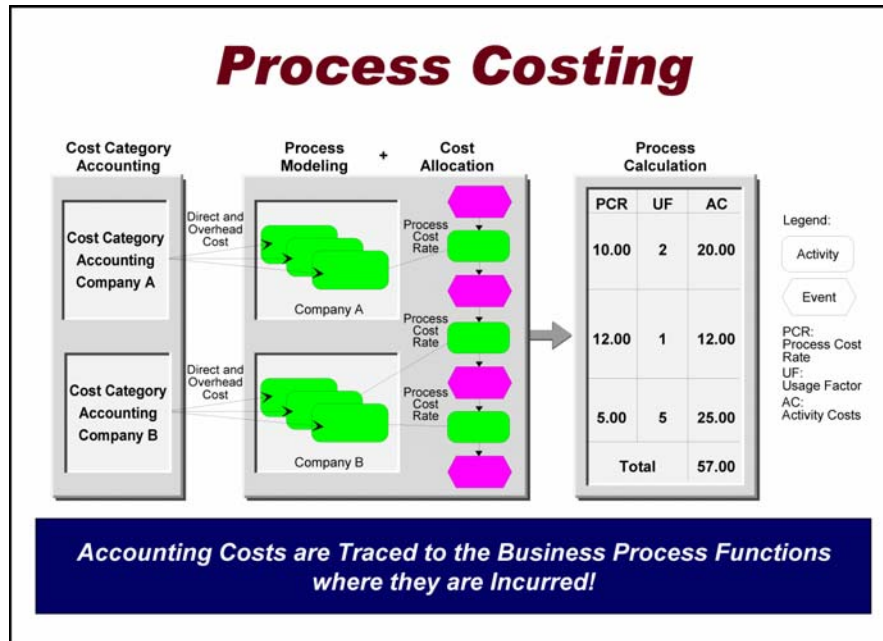 Process Costing
Cost Category
Accounting
Process
Modeling
+
Cost
Allocation
Process
Calculation
Cost Category
Accounting
Company A
Direct and
Overhead
Cost
Company A
Process
Cost
Rate
Cost Category
Accounting
Company B
Direct and
Overhead
Cost
Company B
Process
Cost
Rate
Process
Cost
Rate
PCR UF AC
10.00 2 20.00
12.00 1 12.00
5.00 5 25.00
Total 57.00
Legend:
Activity
Event
PCR:
Process Cost
Rate
UF:
Usage Factor
AC:
Activity Costs
Accounting Costs are Traced to the Business Process Functions
where they are Incurred!